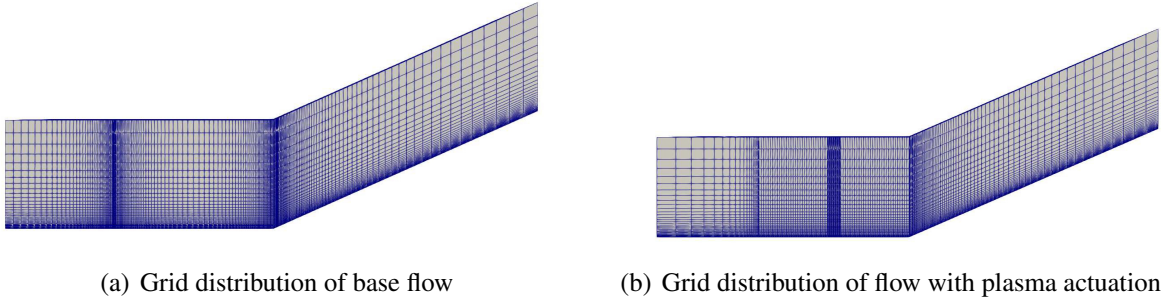 (a) Grid distribution of base flow
(b) Grid distribution of flow with plasma actuation